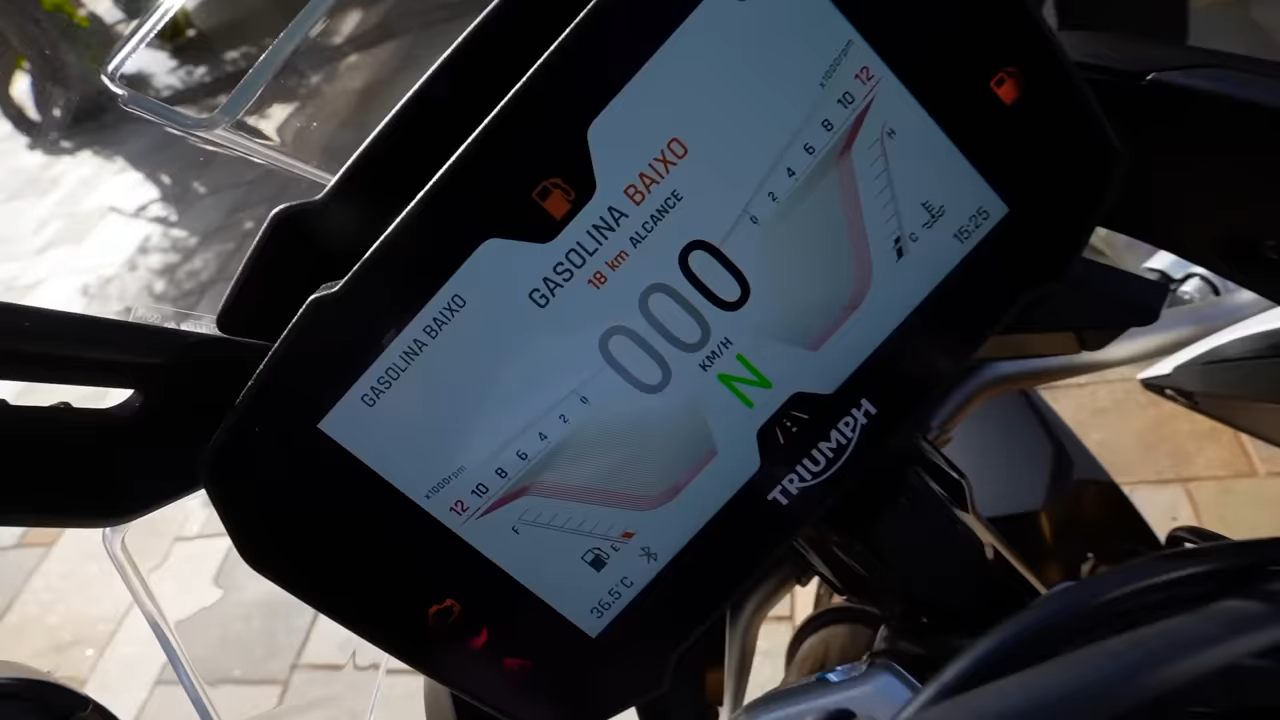 GASOLINA BAIXO
GASOLINA BAIXO
18 km ALCANCE
000
KM/H
N
x1000rpm
12 10 8 6 4 2 0
x1000rpm
0 2 4 6 8 10 12
F E
H C
36.5°C
15:25
TRIUMPH